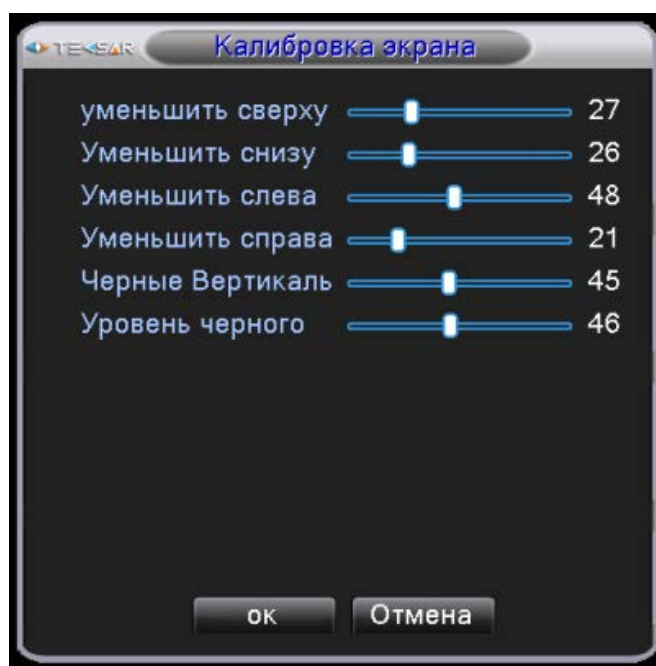 TEKSAR Калибровка экрана
уменьшить сверху 27
Уменьшить снизу 26
Уменьшить слева 48
Уменьшить справа 21
Черные Вертикаль 45
Уровень черного 46
ок Отмена